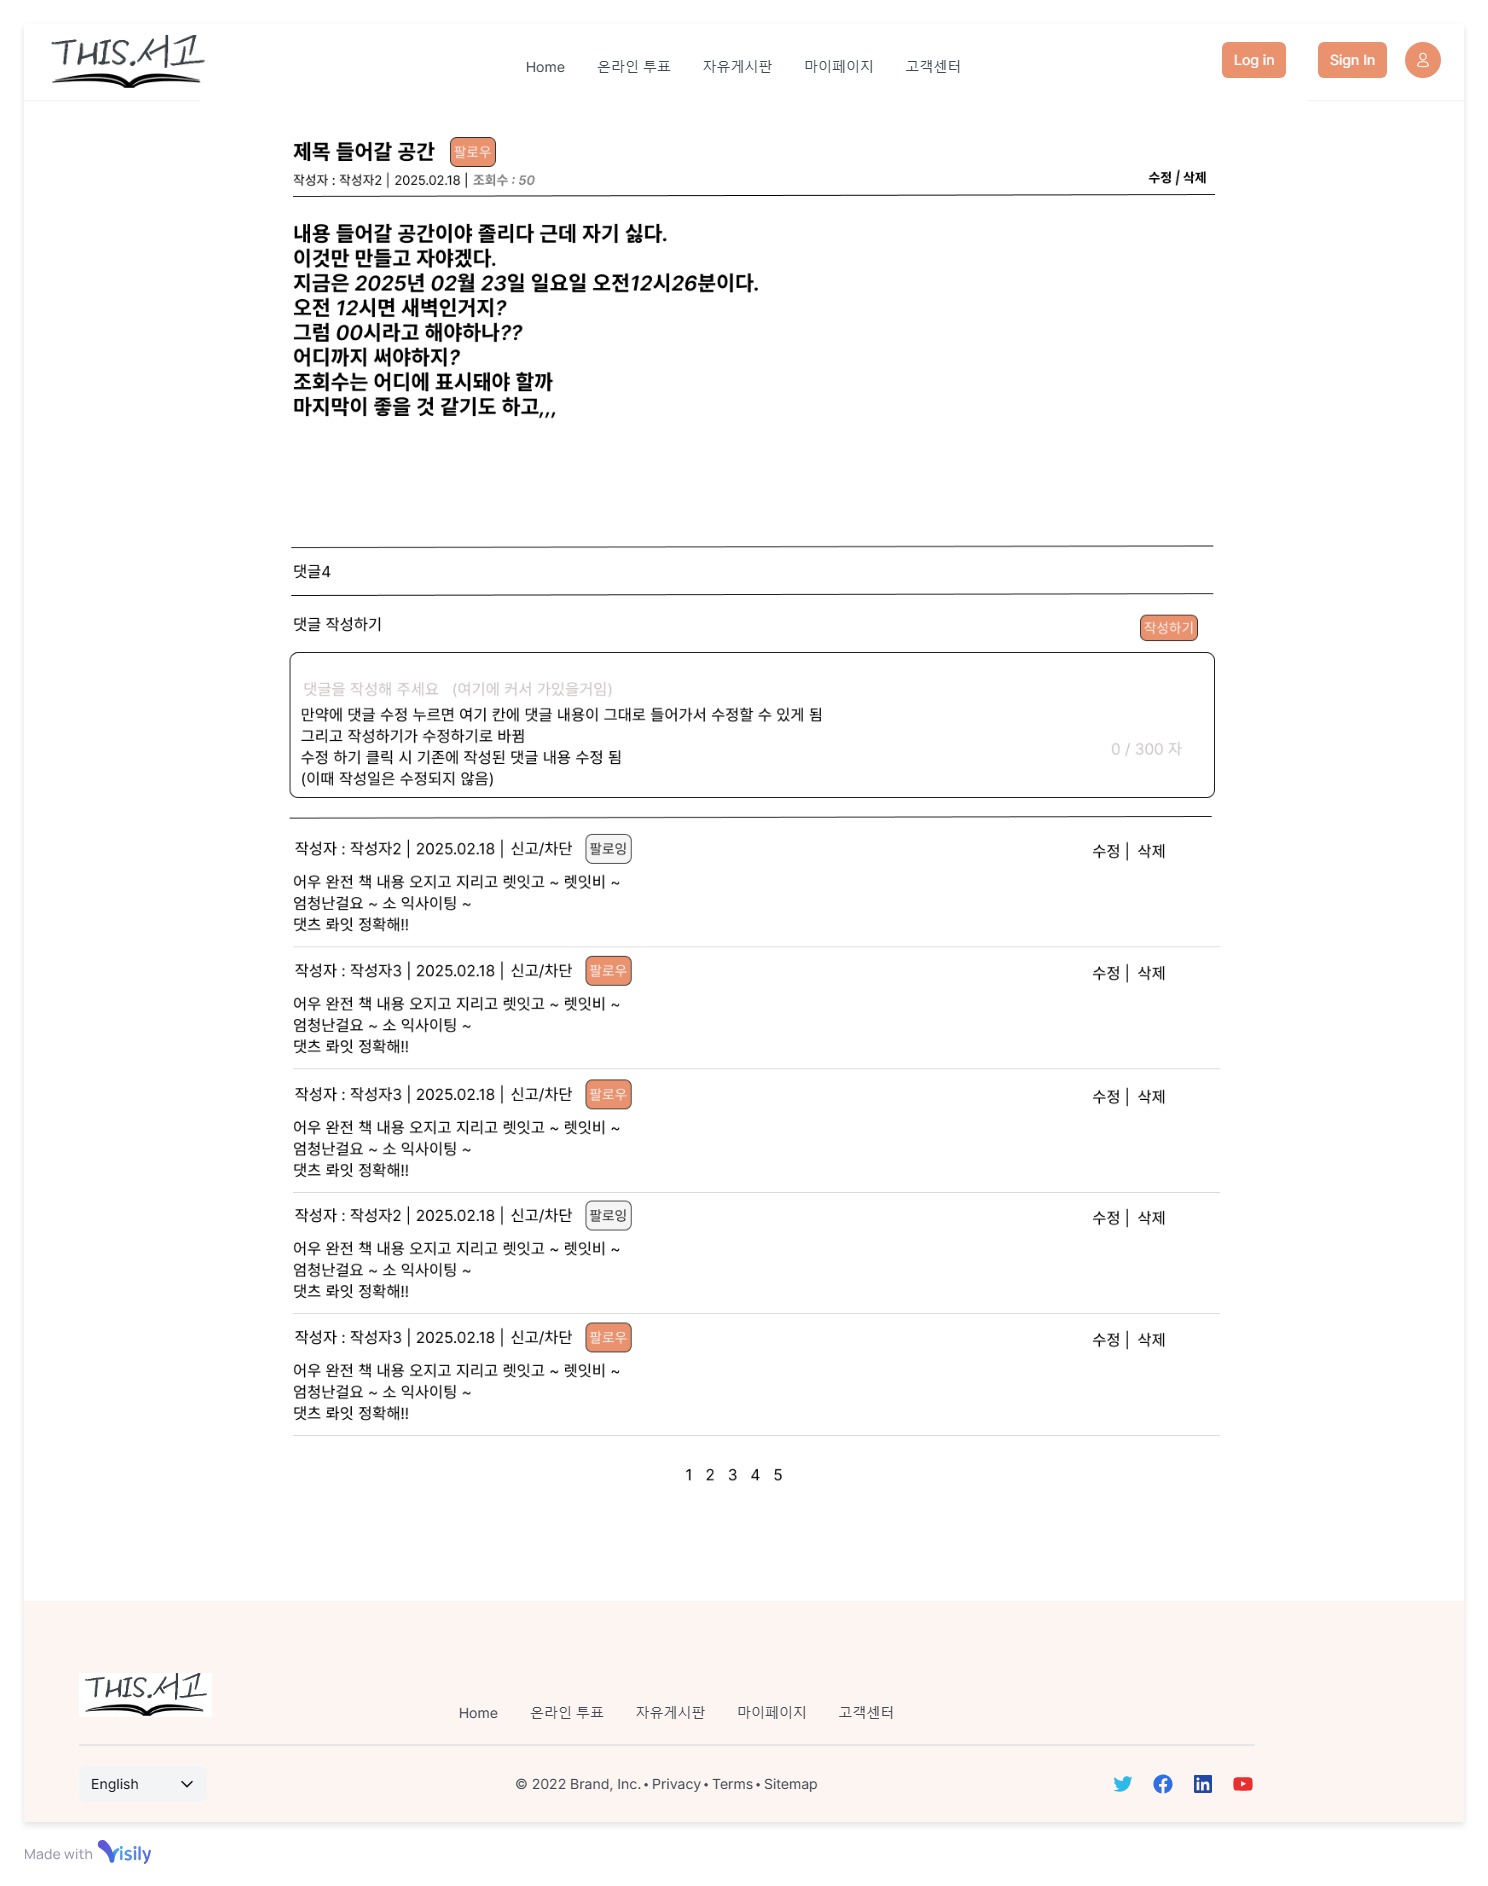 THIS.서고
Home 온라인 투표 자유게시판 마이페이지 고객센터
Log in Sign In
제목 들어갈 공간 팔로우
작성자 : 작성자2 | 2025.02.18 | 조회수 : 50
수정 / 삭제
내용 들어갈 공간이야 졸리다 근데 자기 싫다.
이것만 만들고 자야겠다.
지금은 2025년 02월 23일 일요일 오전12시26분이다.
오전 12시면 새벽인거지?
그럼 00시라고 해야하나??
어디까지 써야하지?
조회수는 어디에 표시돼야 할까
마지막이 좋을 것 같기도 하고,,,
댓글4
댓글 작성하기 작성하기
댓글을 작성해 주세요 (여기에 커서 가있을거임)
만약에 댓글 수정 누르면 여기 칸에 댓글 내용이 그대로 들어가서 수정할 수 있게 됨
그리고 작성하기가 수정하기로 바뀜
수정 하기 클릭 시 기존에 작성된 댓글 내용 수정 됨
(이때 작성일은 수정되지 않음)
0 / 300 자
작성자 : 작성자2 | 2025.02.18 | 신고/차단 팔로잉 수정 | 삭제
어우 완전 책 내용 오지고 지리고 렛잇고 ~ 렛잇비 ~
엄청난걸요 ~ 소 익사이팅 ~
댓츠 롸잇 정확해!!
작성자 : 작성자3 | 2025.02.18 | 신고/차단 팔로우 수정 | 삭제
어우 완전 책 내용 오지고 지리고 렛잇고 ~ 렛잇비 ~
엄청난걸요 ~ 소 익사이팅 ~
댓츠 롸잇 정확해!!
작성자 : 작성자3 | 2025.02.18 | 신고/차단 팔로우 수정 | 삭제
어우 완전 책 내용 오지고 지리고 렛잇고 ~ 렛잇비 ~
엄청난걸요 ~ 소 익사이팅 ~
댓츠 롸잇 정확해!!
작성자 : 작성자2 | 2025.02.18 | 신고/차단 팔로잉 수정 | 삭제
어우 완전 책 내용 오지고 지리고 렛잇고 ~ 렛잇비 ~
엄청난걸요 ~ 소 익사이팅 ~
댓츠 롸잇 정확해!!
작성자 : 작성자3 | 2025.02.18 | 신고/차단 팔로우 수정 | 삭제
어우 완전 책 내용 오지고 지리고 렛잇고 ~ 렛잇비 ~
엄청난걸요 ~ 소 익사이팅 ~
댓츠 롸잇 정확해!!
1 2 3 4 5
THIS.서고
Home 온라인 투표 자유게시판 마이페이지 고객센터
English
© 2022 Brand, Inc. • Privacy • Terms • Sitemap
Made with Visily